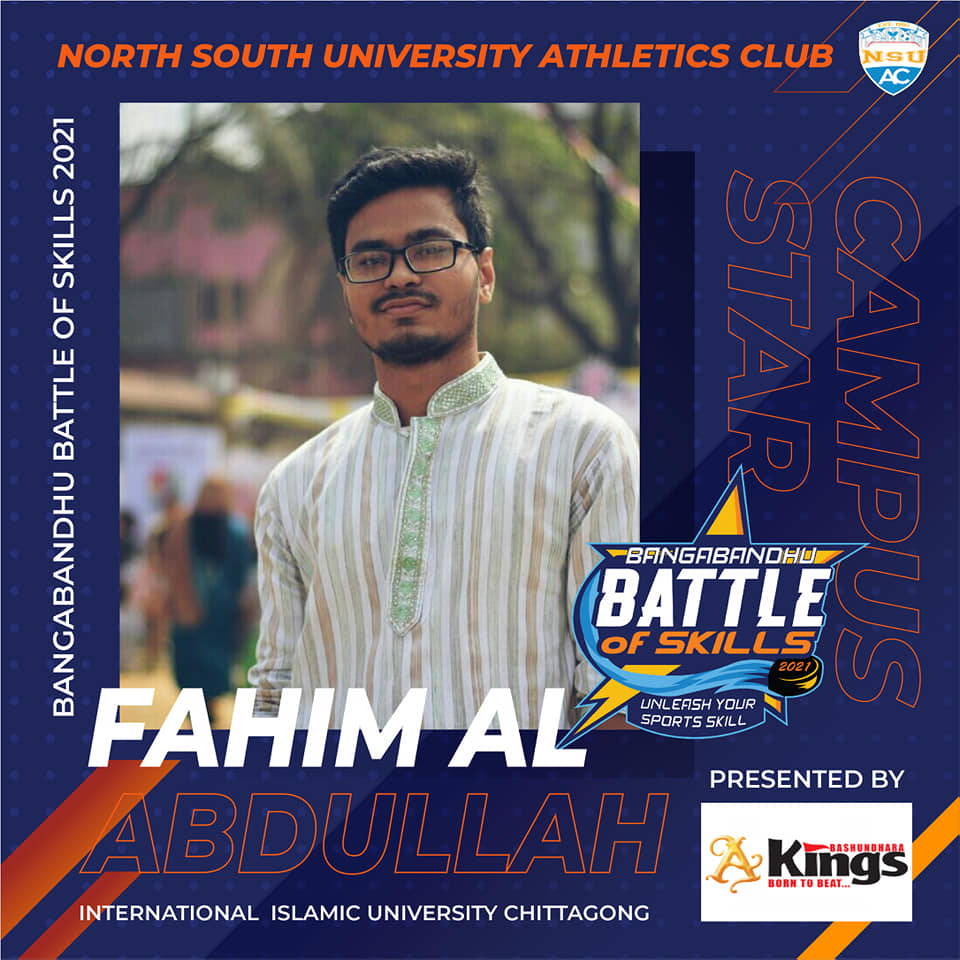 NORTH SOUTH UNIVERSITY ATHLETICS CLUB
NSU
AC
BANGABANDHU BATTLE OF SKILLS 2021
CAMPUS
STAR
BANGABANDHU
BATTLE
OF SKILLS
2021
UNLEASH YOUR
SPORTS SKILL
FAHIM AL
ABDULLAH
INTERNATIONAL ISLAMIC UNIVERSITY CHITTAGONG
PRESENTED BY
A
BASHUNDHARA
Kings
BORN TO BEAT...